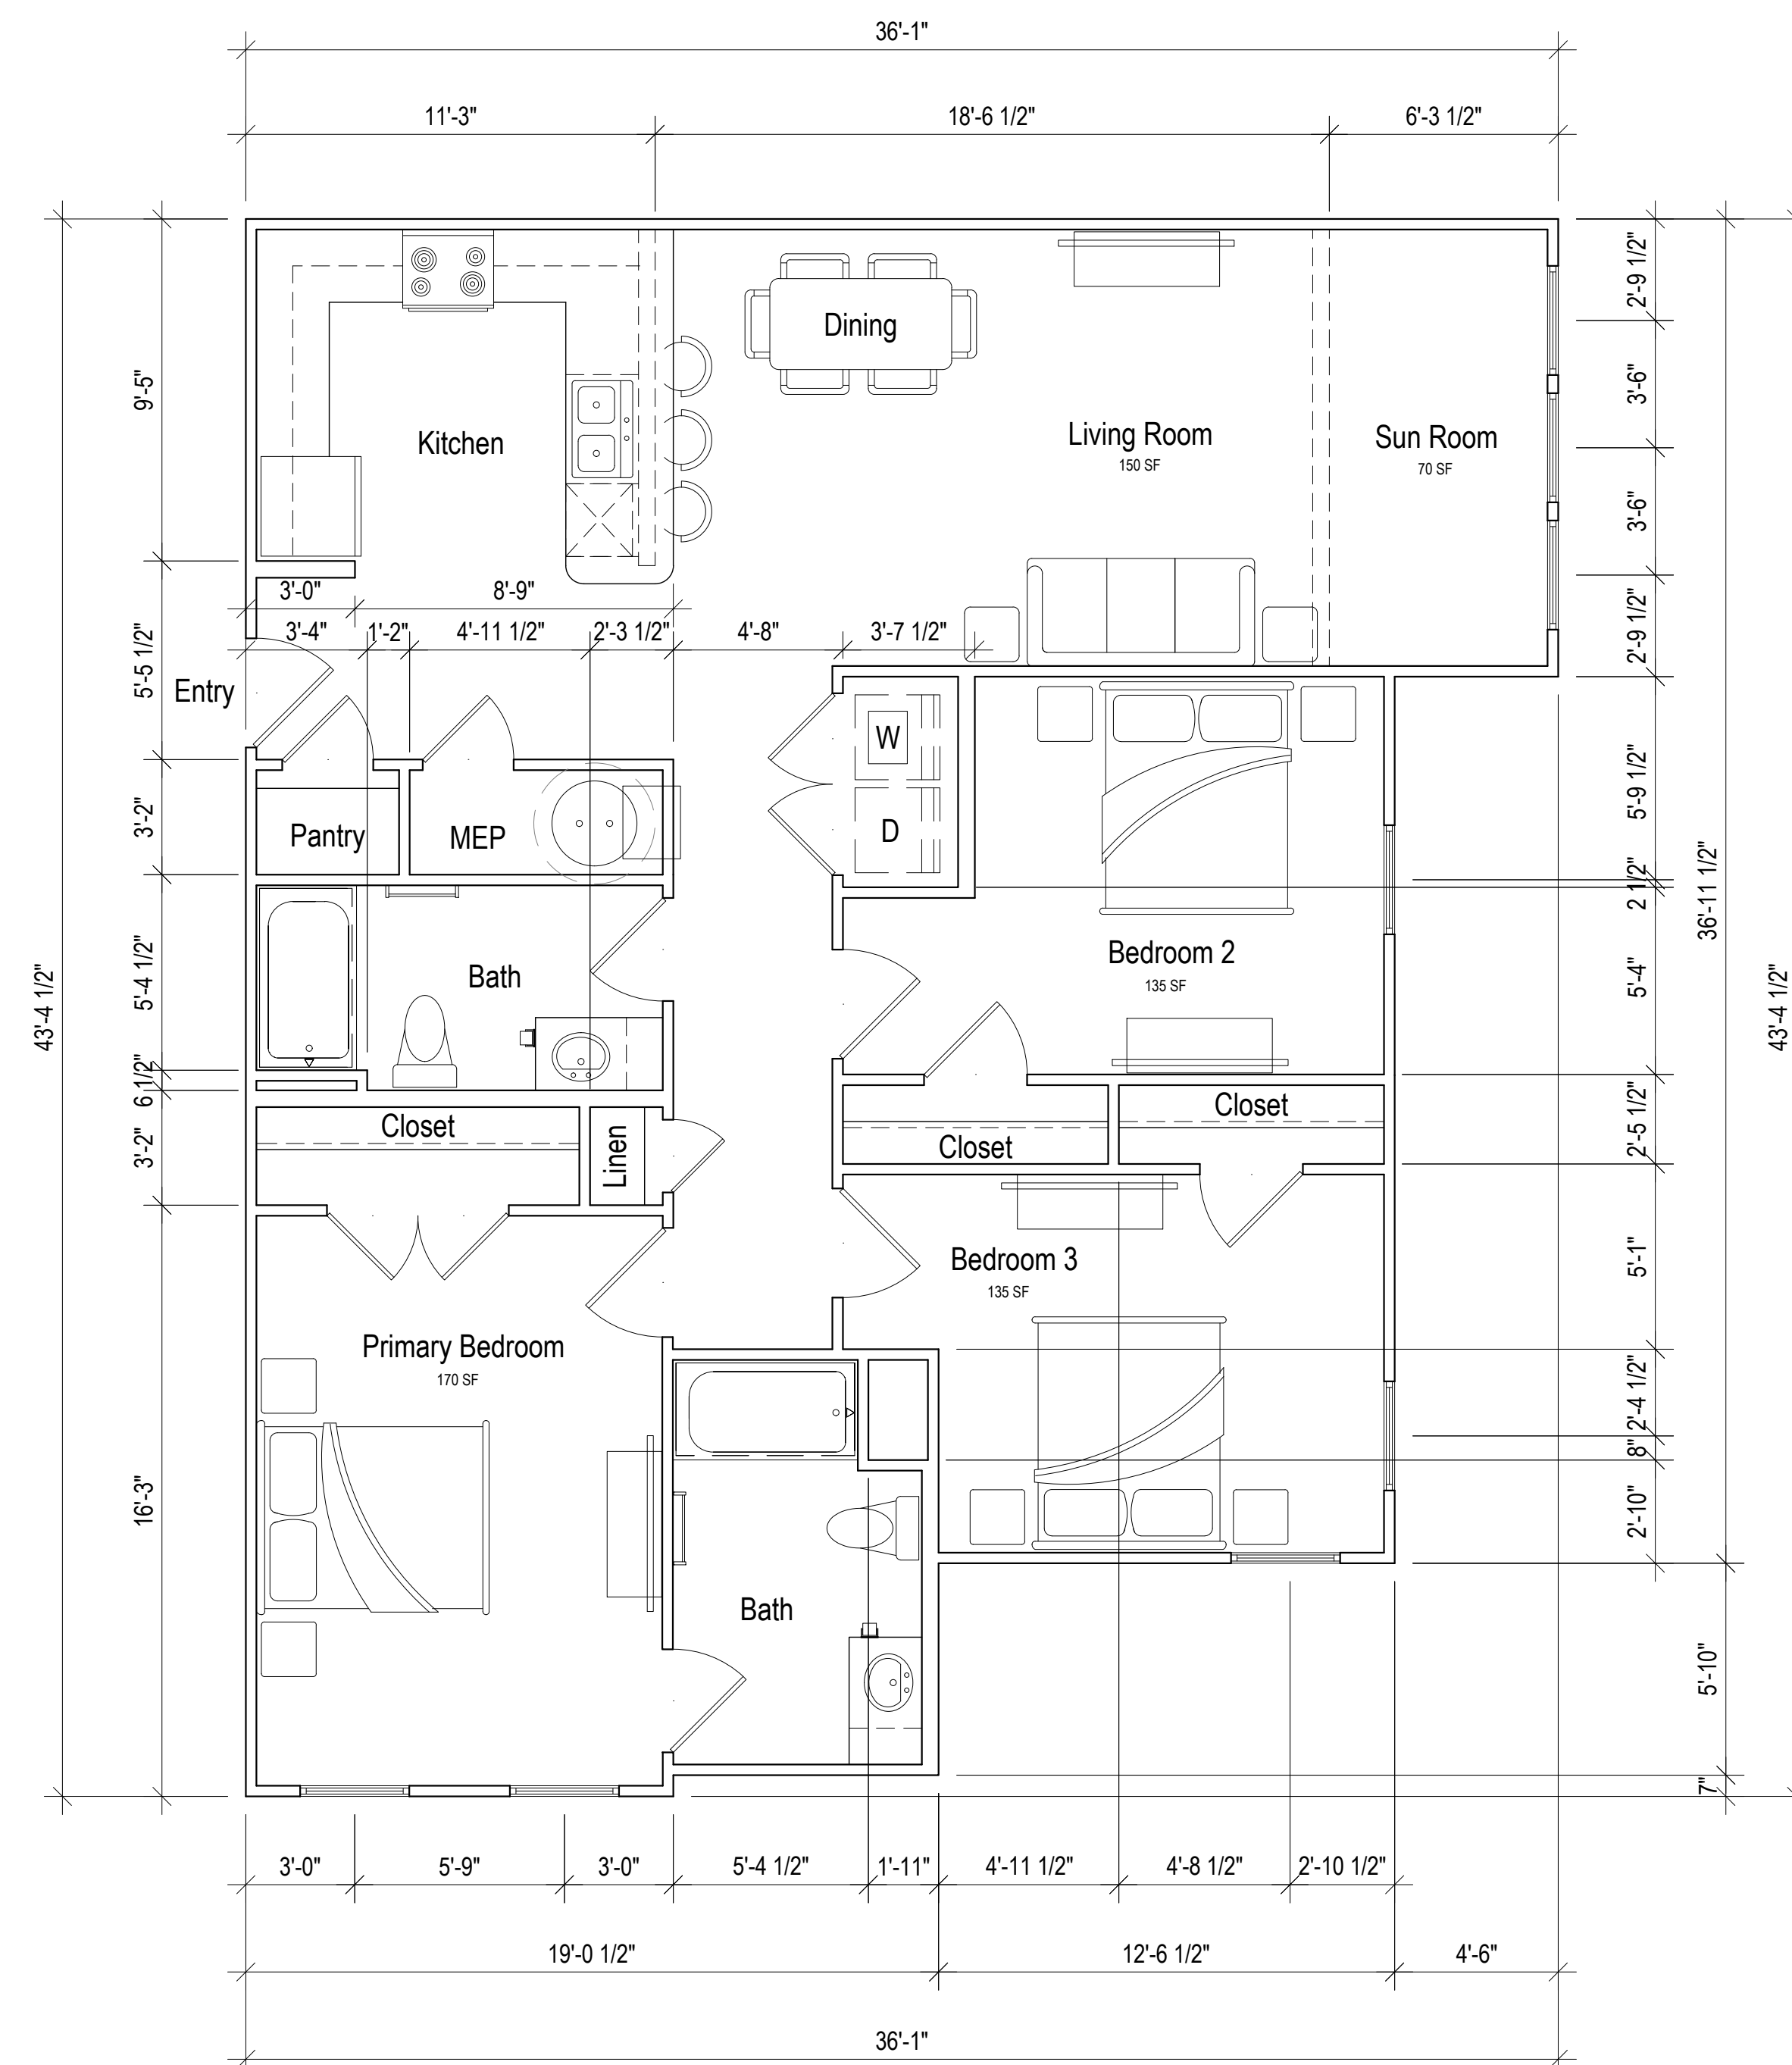 36'-1"
11'-3"
18'-6 1/2"
6'-3 1/2"
2'-9 1/2"
3'-6"
3'-6"
2'-9 1/2"
9'-5"
Dining
Kitchen
Living Room
150 SF
Sun Room
70 SF
3'-0"
8'-9"
3'-4"
1'-2"
4'-11 1/2"
2'-3 1/2"
4'-8"
3'-7 1/2"
5'-5 1/2"
Entry
W
D
Pantry
MEP
3'-2"
5'-9 1/2"
2 1/2"
36'-11 1/2"
43'-4 1/2"
43'-4 1/2"
5'-4 1/2"
Bath
Bedroom 2
135 SF
5'-4"
6 1/2"
3'-2"
Closet
Linen
Closet
Closet
2'-5 1/2"
Bedroom 3
135 SF
5'-1"
Primary Bedroom
170 SF
2'-4 1/2"
8"
2'-10"
16'-3"
Bath
5'-10"
7"
3'-0"
5'-9"
3'-0"
5'-4 1/2"
1'-11"
4'-11 1/2"
4'-8 1/2"
2'-10 1/2"
19'-0 1/2"
12'-6 1/2"
4'-6"
36'-1"